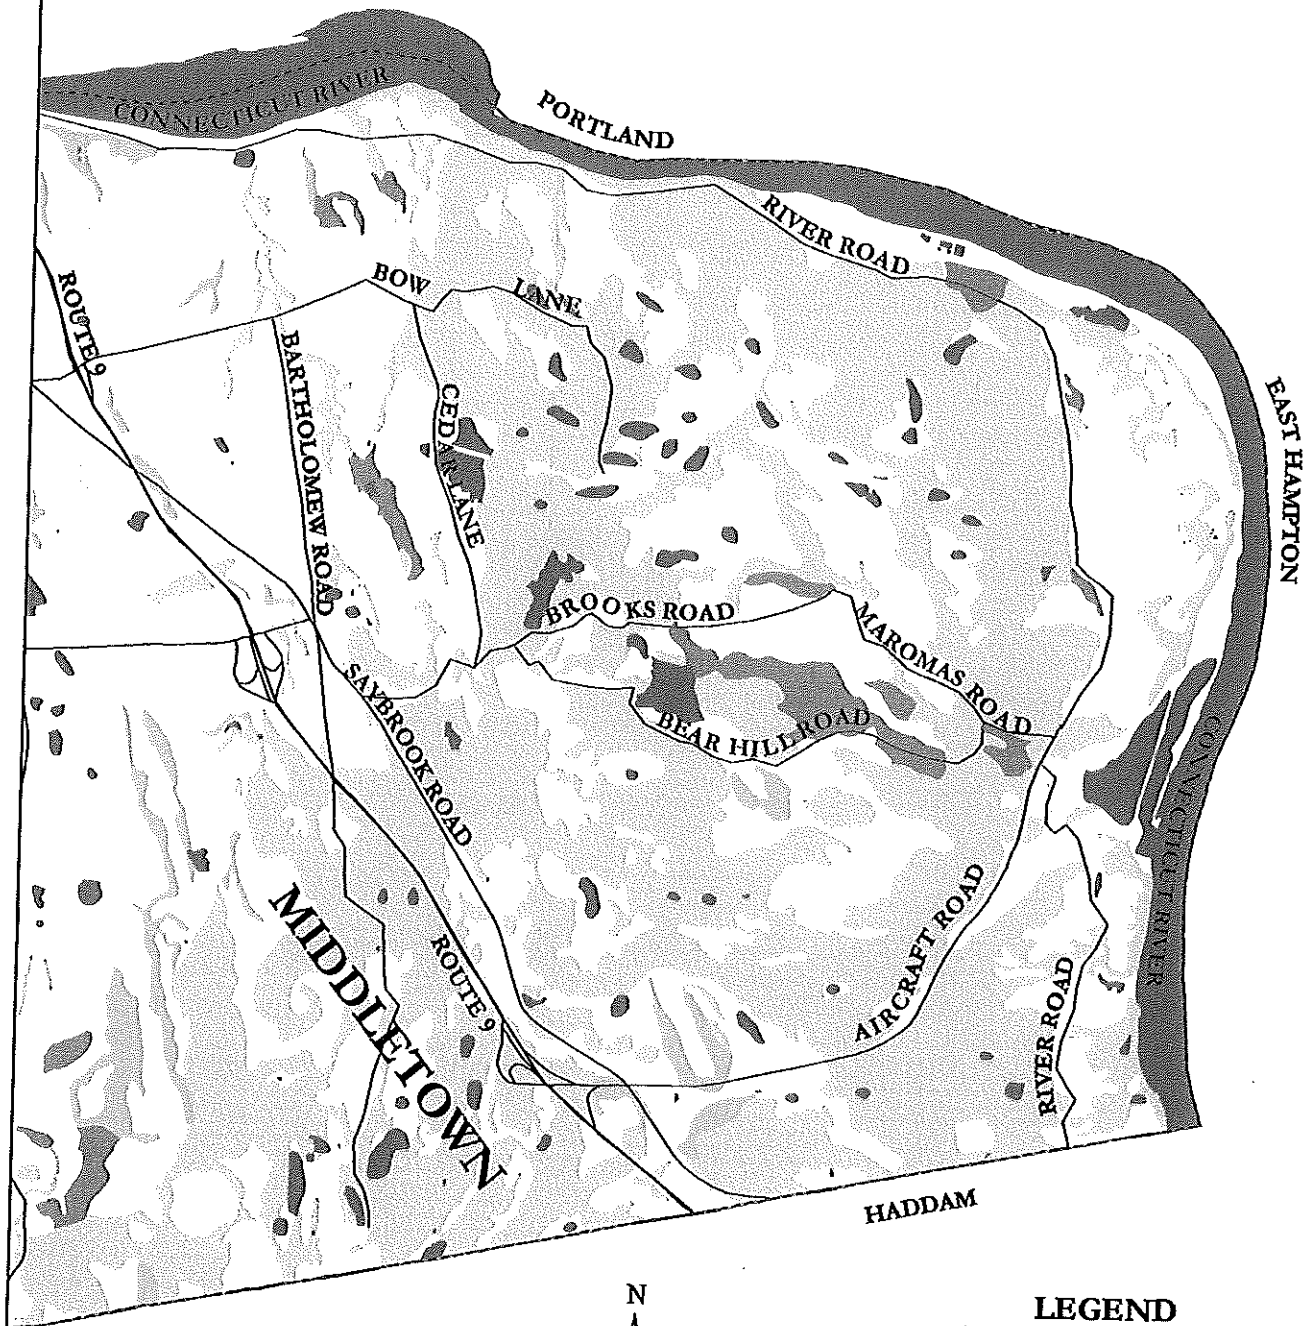 CONNECTICUT RIVER
PORTLAND
RIVER ROAD
BOW LANE
ROUTE 9
BARTHOLOMEW ROAD
CEDAR LANE
EAST HAMPTON
BROOKS ROAD
MAROMAS ROAD
SAYBROOK ROAD
BEAR HILL ROAD
CONNECTICUT RIVER
MIDDLETOWN
ROUTE 9
AIRCRAFT ROAD
RIVER ROAD
HADDAM
N
LEGEND